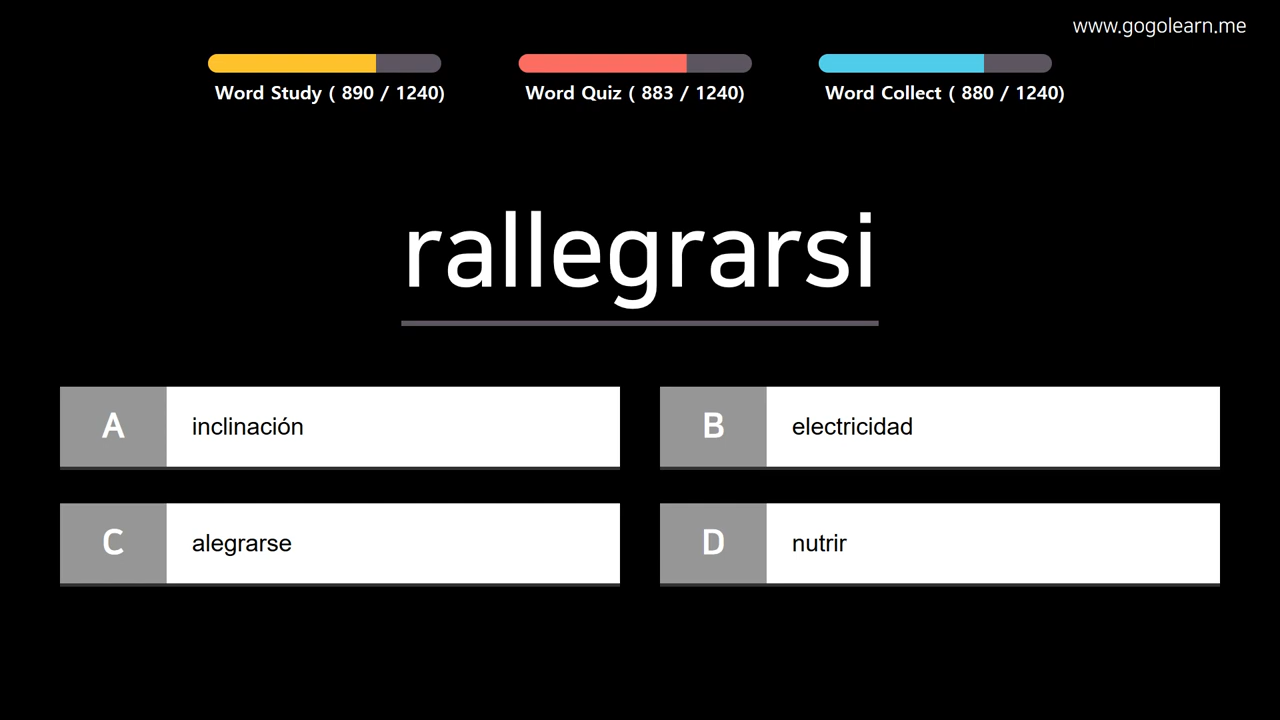 www.gogolearn.me
Word Study ( 890 / 1240)
Word Quiz ( 883 / 1240)
Word Collect ( 880 / 1240)
rallegrarsi
A inclinación
B electricidad
C alegrarse
D nutrir